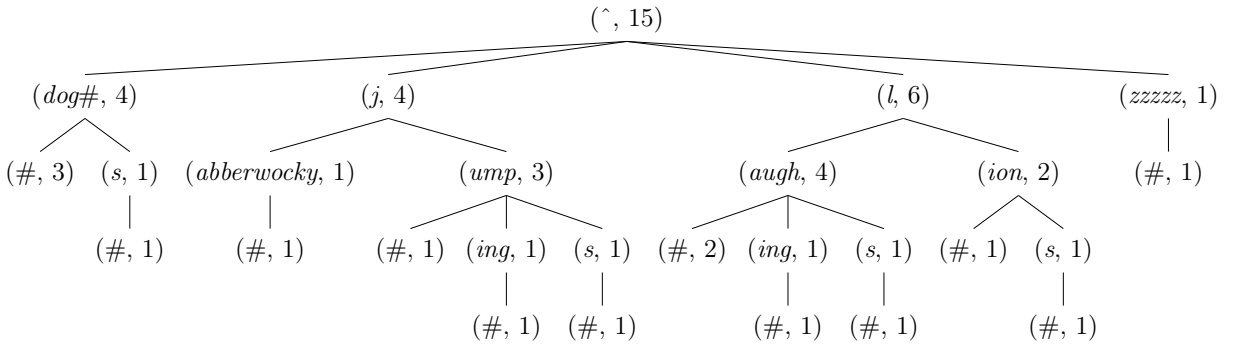 (^, 15)
(dog#, 4) (j, 4) (l, 6) (zzzzz, 1)
(#, 3) (s, 1) (abberwocky, 1) (ump, 3) (augh, 4) (ion, 2) (#, 1)
(#, 1) (#, 1) (#, 1) (ing, 1) (s, 1) (#, 2) (ing, 1) (s, 1) (#, 1) (s, 1)
(#, 1) (#, 1) (#, 1) (#, 1) (#, 1)